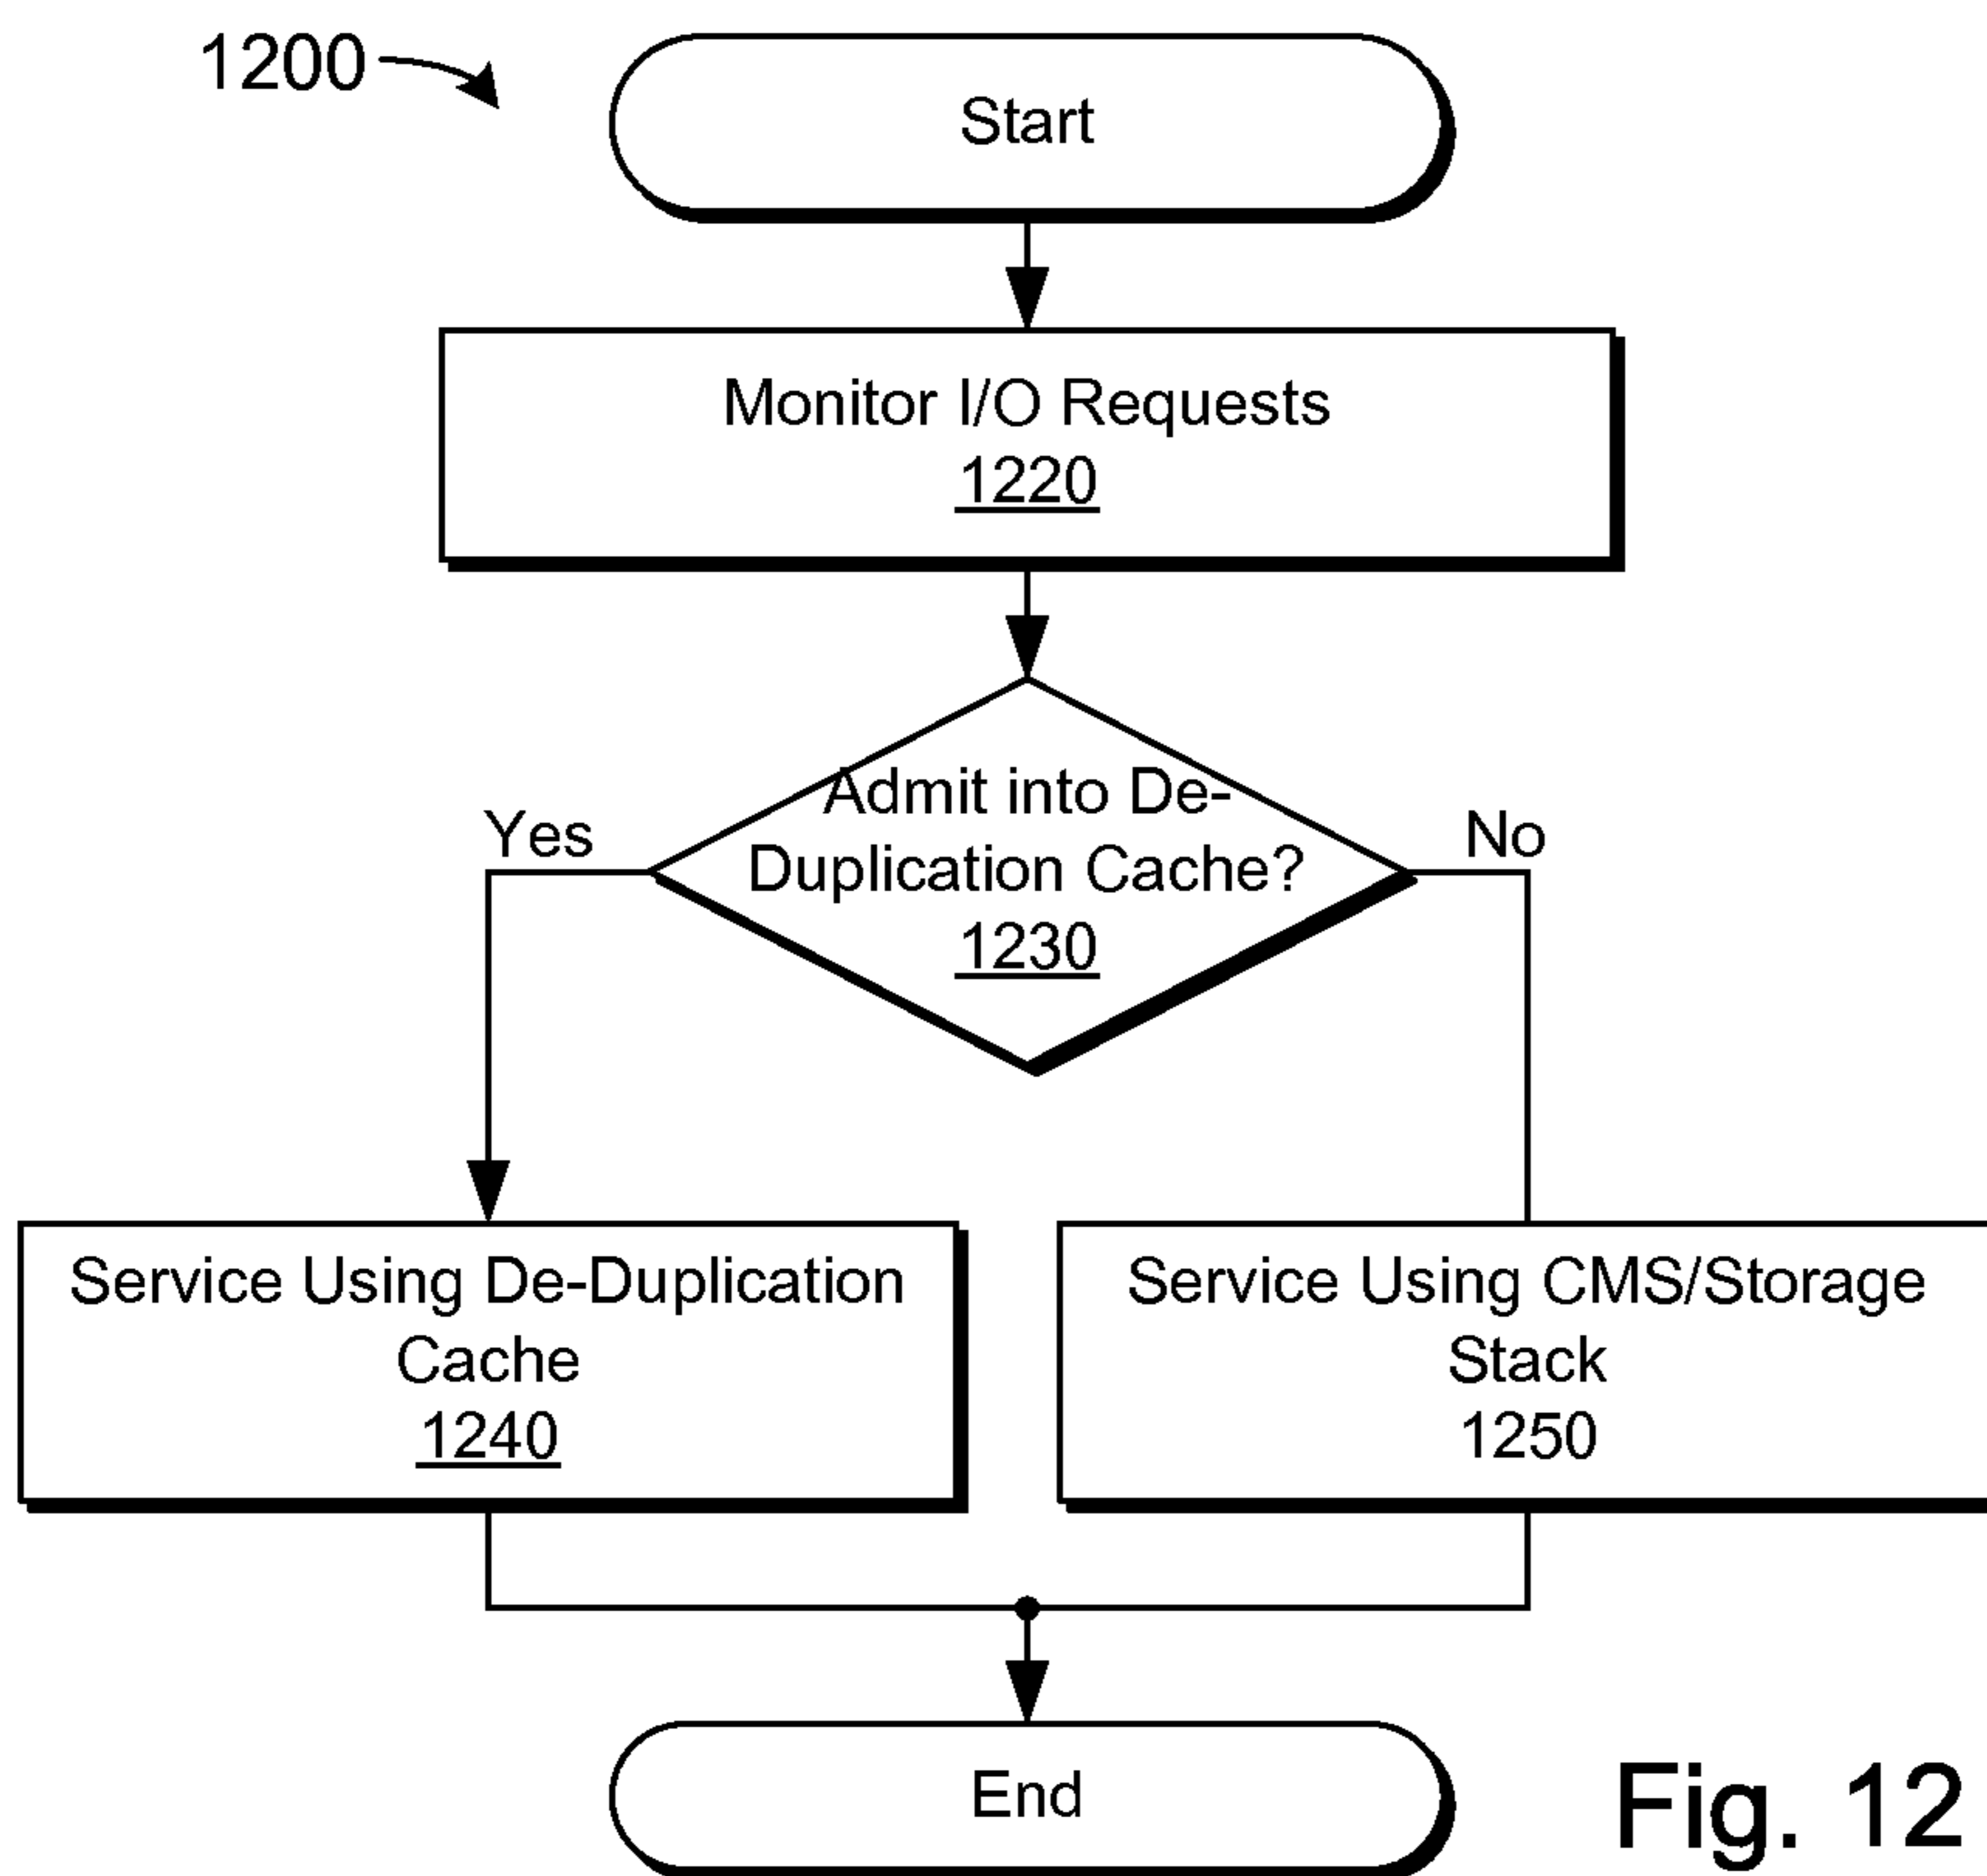 1200
Start
Monitor I/O Requests
1220
Admit into De-
Duplication Cache?
1230
Yes
No
Service Using De-Duplication
Cache
1240
Service Using CMS/Storage
Stack
1250
End
Fig. 12